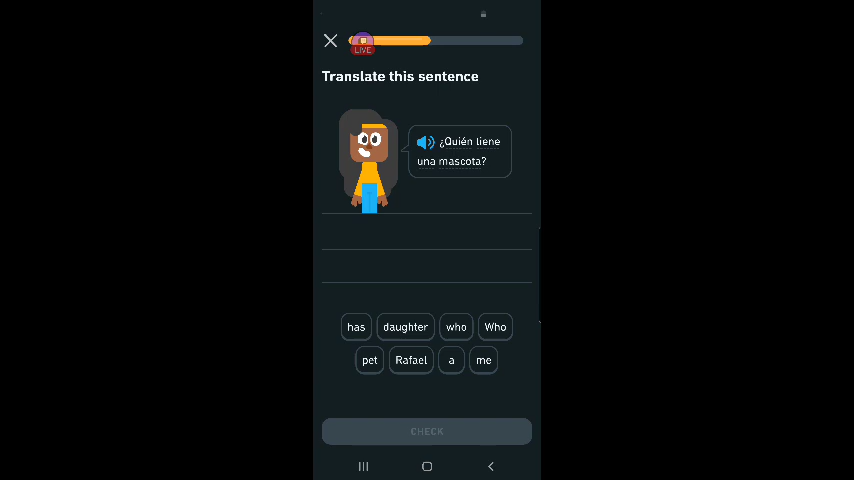 LIVE
Translate this sentence
¿Quién tiene
una mascota?
has daughter who Who
pet Rafael a me
CHECK